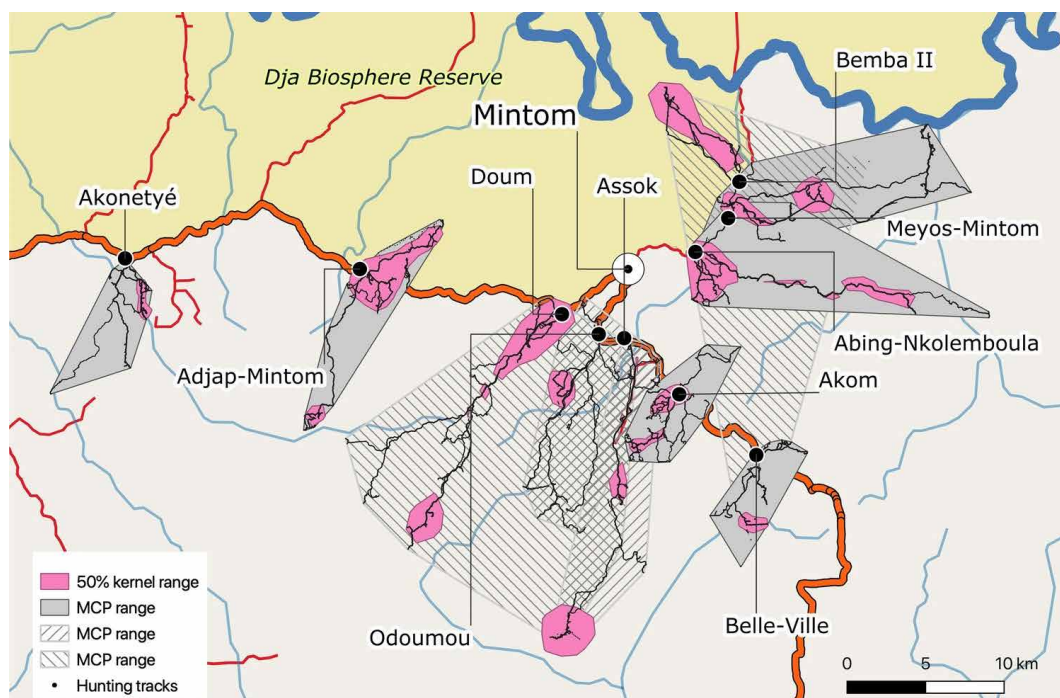 Bemba II
Dja Biosphere Reserve
Mintom
Doum
Assok
Akonetyé
Meyos-Mintom
Abing-Nkolemboula
Adjap-Mintom
Akom
Odoumou
Belle-Ville
50% kernel range
MCP range
MCP range
MCP range
Hunting tracks
0 5 10 km